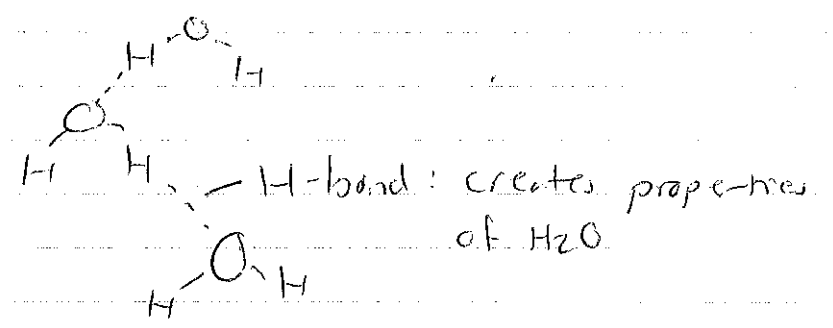 H O
H
O
H H
H-bond: creates properties
of H2O
O
H H